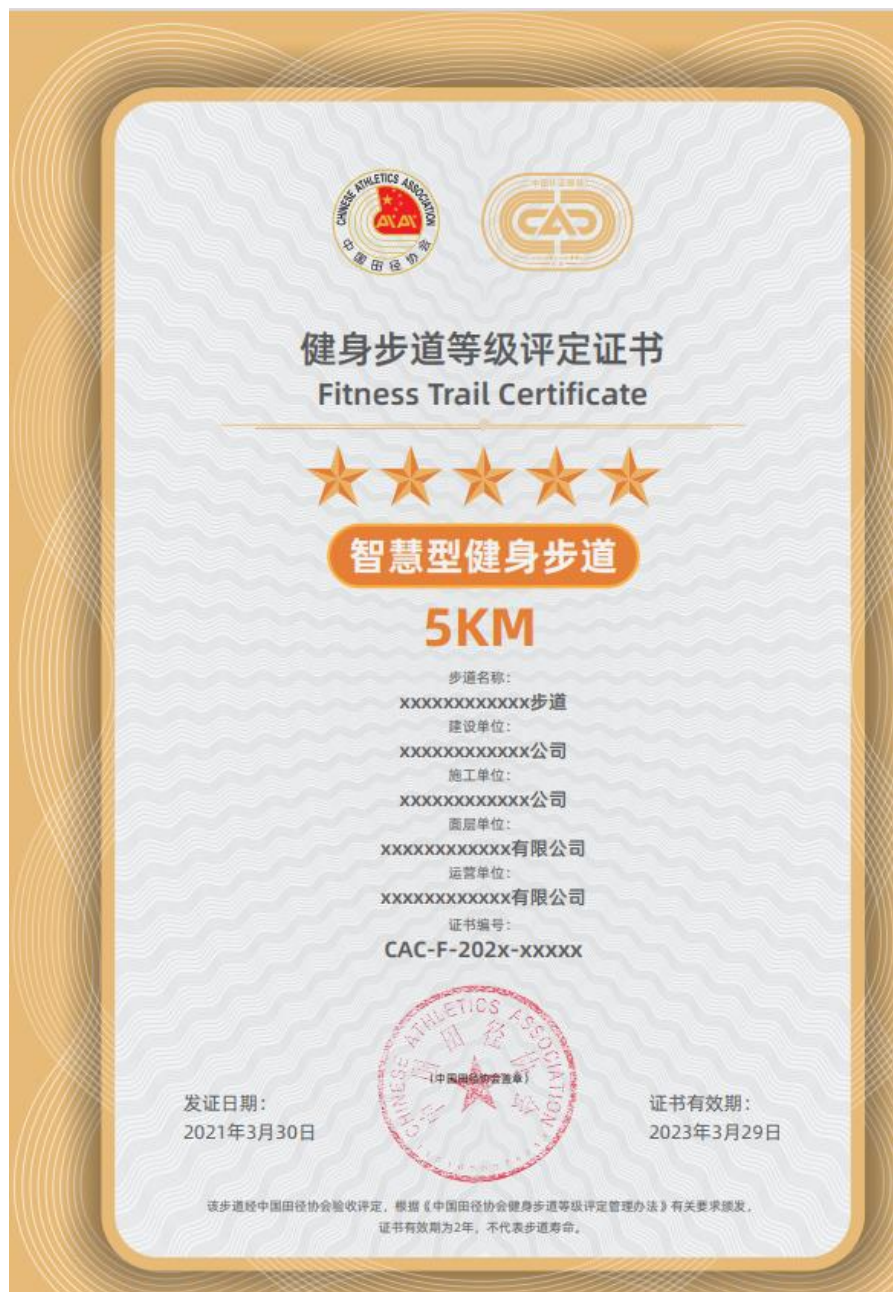 CHINESE ATHLETICS ASSOCIATION
中国田径协会
CAC
健身步道等级评定证书
Fitness Trail Certificate
智慧型健身步道
5KM
步道名称：
xxxxxxxxxxxx步道
建设单位：
xxxxxxxxxxxx公司
施工单位：
xxxxxxxxxxxx公司
面层单位：
xxxxxxxxxxxx有限公司
运营单位：
xxxxxxxxxxxx有限公司
证书编号：
CAC-F-202x-xxxxx
CHINESE ATHLETICS ASSOCIATION
中国田径协会
（中国田径协会盖章）
发证日期：
2021年3月30日
证书有效期：
2023年3月29日
该步道经中国田径协会验收评定，根据《中国田径协会健身步道等级评定管理办法》有关要求颁发，
证书有效期为2年，不代表步道寿命。